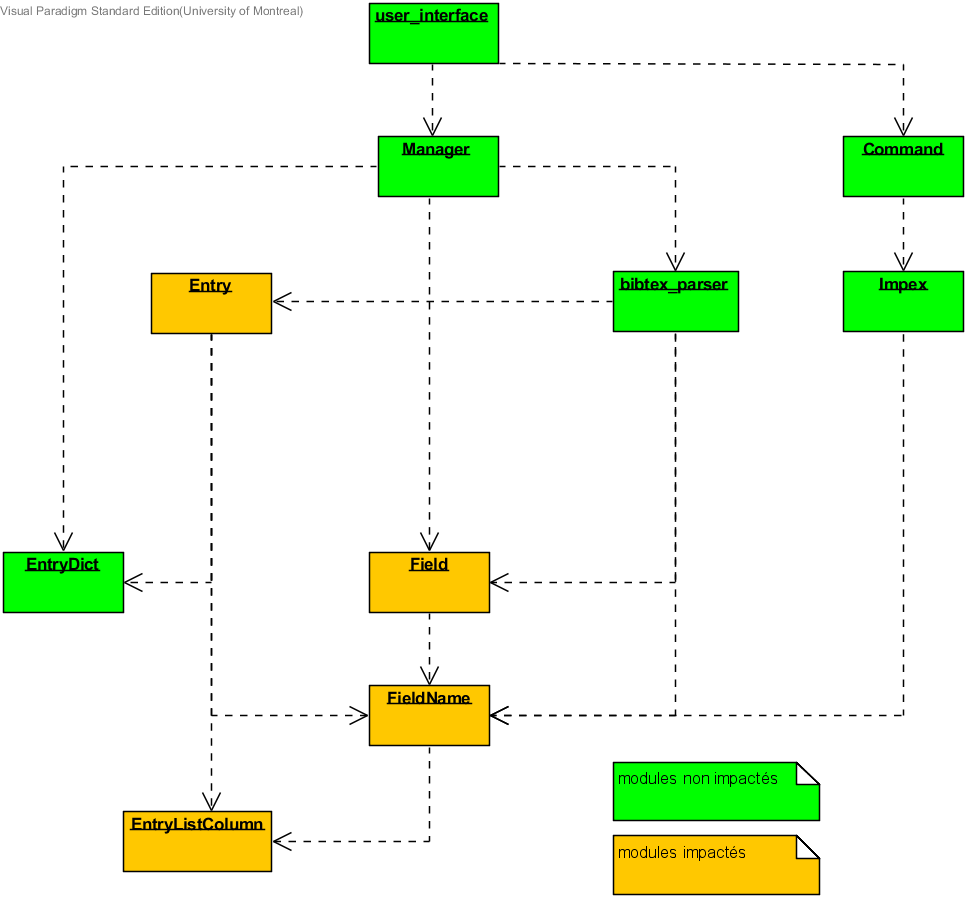 Visual Paradigm Standard Edition(University of Montreal)
user_interface
Manager
Command
Entry
bibtex_parser
Impex
EntryDict
Field
FieldName
modules non impactés
EntryListColumn
modules impactés